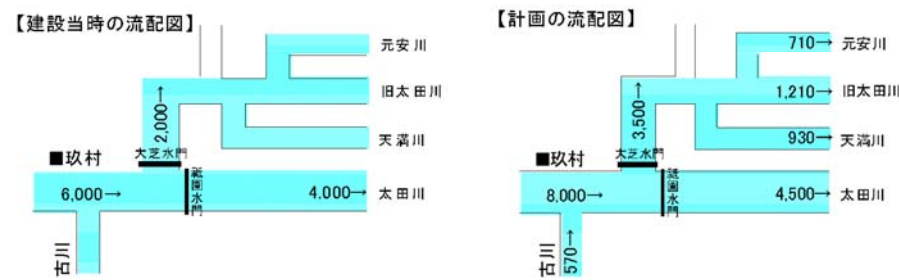 【建設当時の流配図】
元安川
旧太田川
2,000→
天満川
大芝水門
■玖村
祇園水門
6,000→
4.000→
太田川
古川
【計画の流配図】
710→
元安川
1,210→
旧太田川
3,500→
930→
天満川
大芝水門
■玖村
祇園水門
8,000→
4,500→
太田川
古川
570→